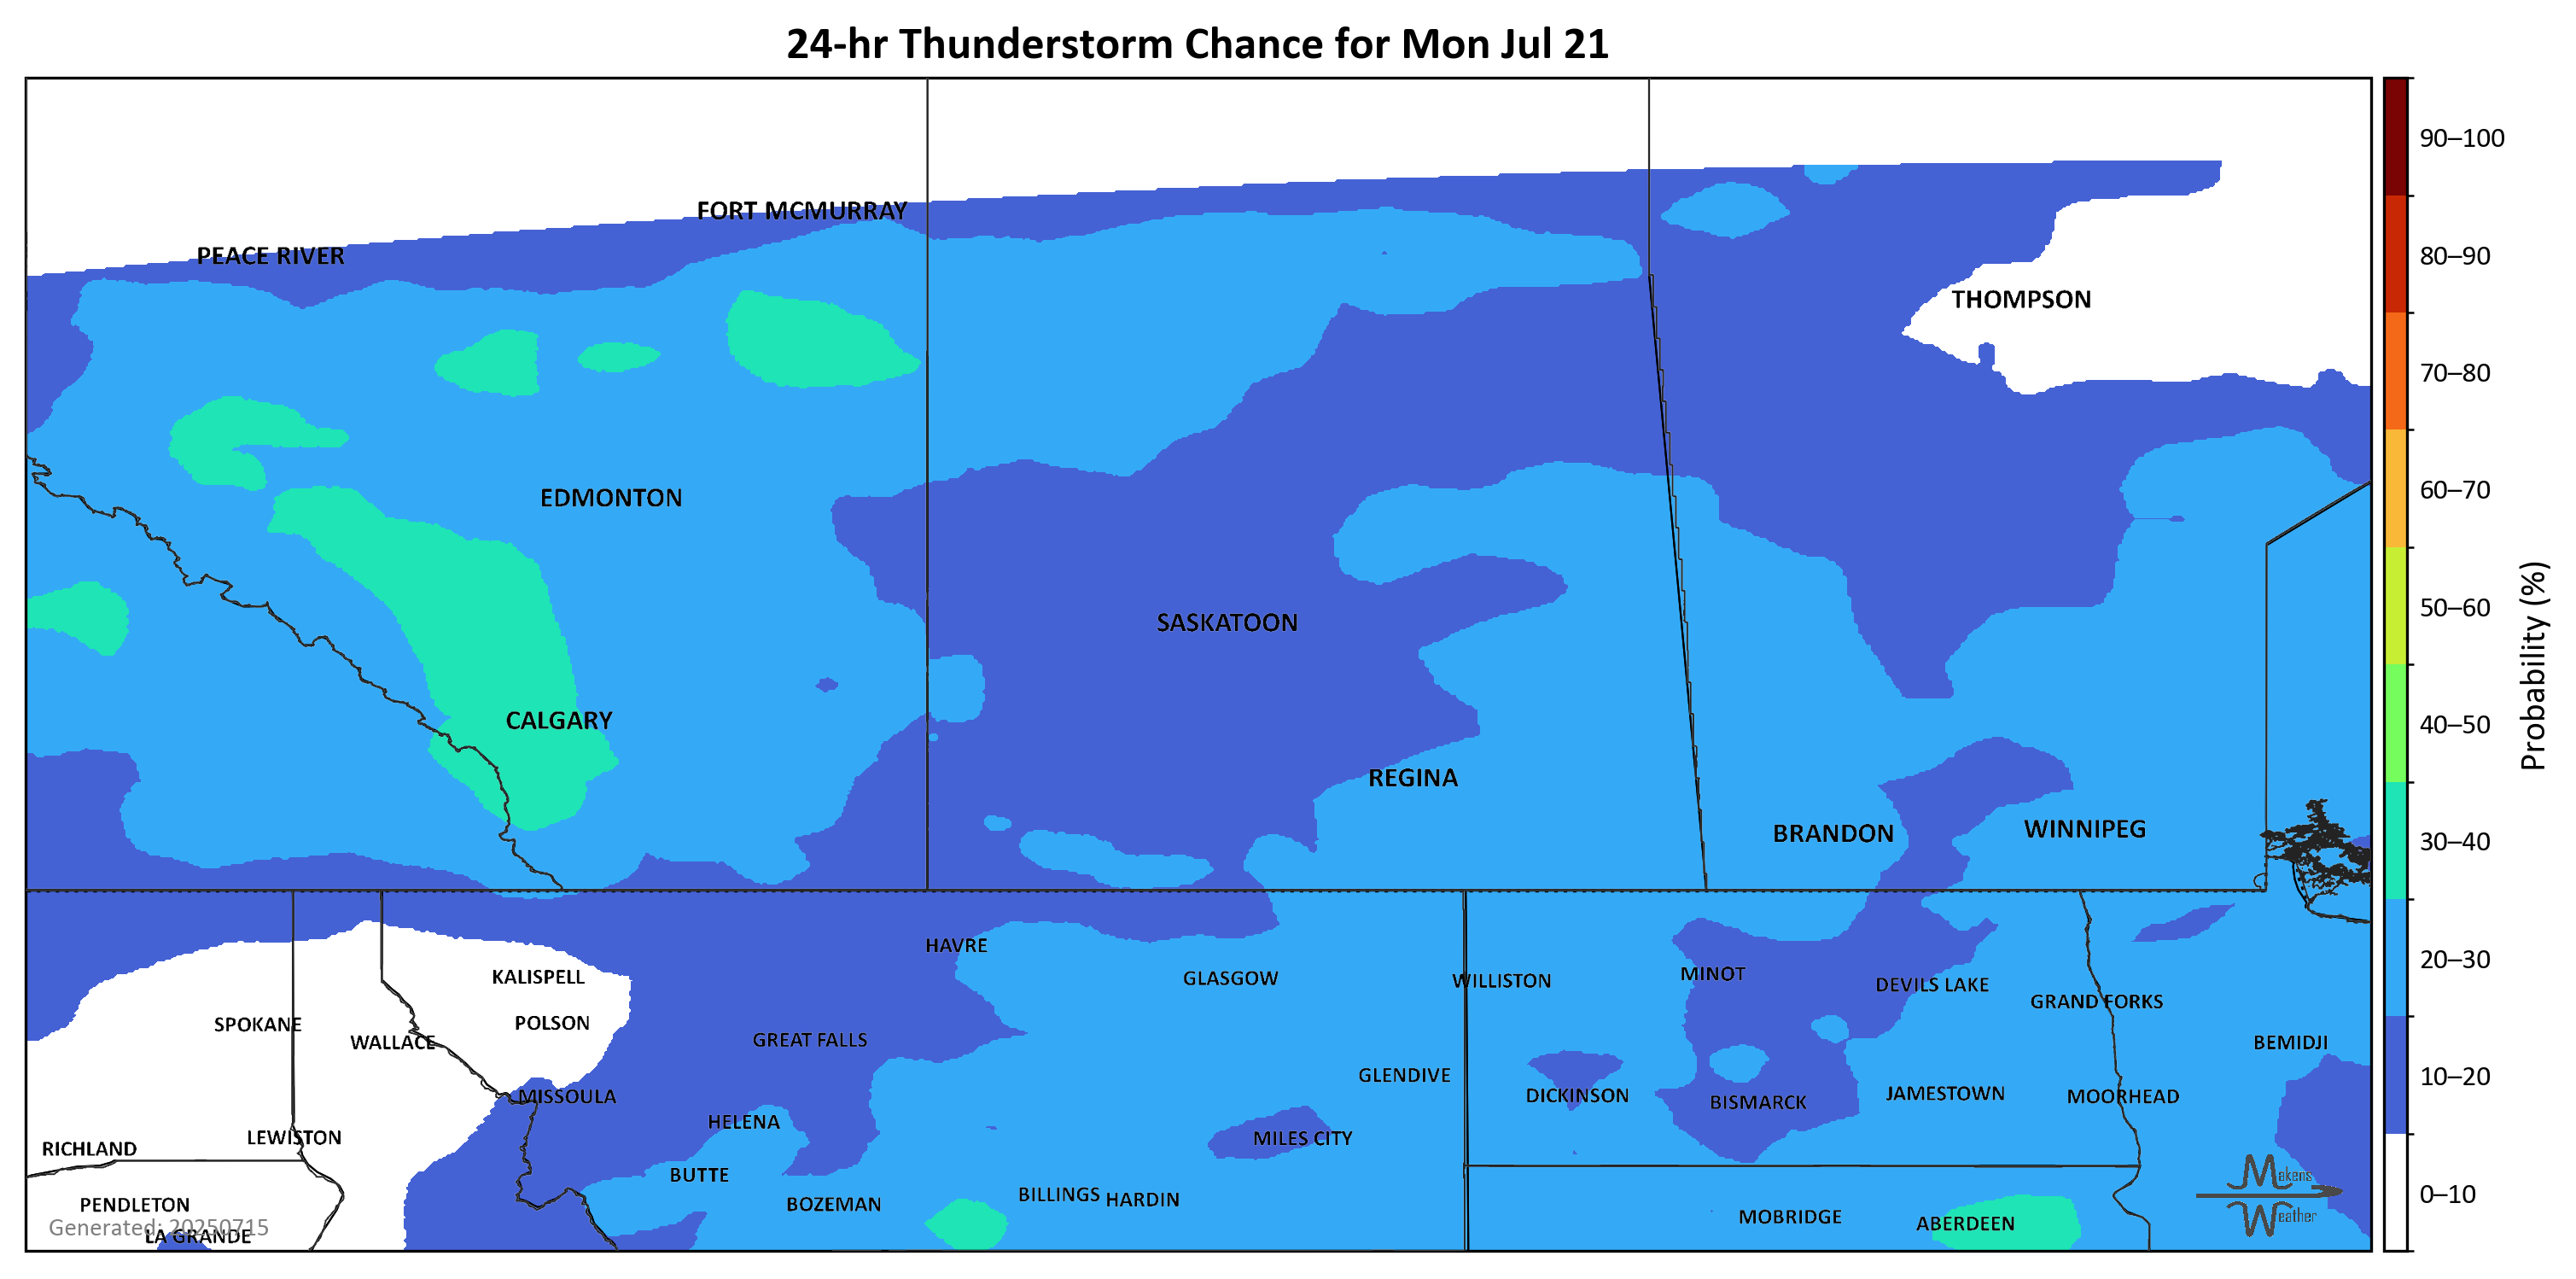 24-hr Thunderstorm Chance for Mon Jul 21
90–100
FORT MCMURRAY
PEACE RIVER
80–90
THOMPSON
70–80
60–70
EDMONTON
50–60
SASKATOON
CALGARY
40–50
REGINA
BRANDON
WINNIPEG
30–40
Probability (%)
HAVRE
20–30
KALISPELL
GLASGOW
WILLISTON
MINOT
DEVILS LAKE
GRAND FORKS
SPOKANE
POLSON
WALLACE
GREAT FALLS
BEMIDJI
GLENDIVE
10–20
MISSOULA
DICKINSON
BISMARCK
JAMESTOWN
MOORHEAD
HELENA
RICHLAND
LEWISTON
MILES CITY
BUTTE
Makens
Weather
PENDLETON
BOZEMAN
BILLINGS
HARDIN
0–10
MOBRIDGE
ABERDEEN
Generated: 20250715
LA GRANDE